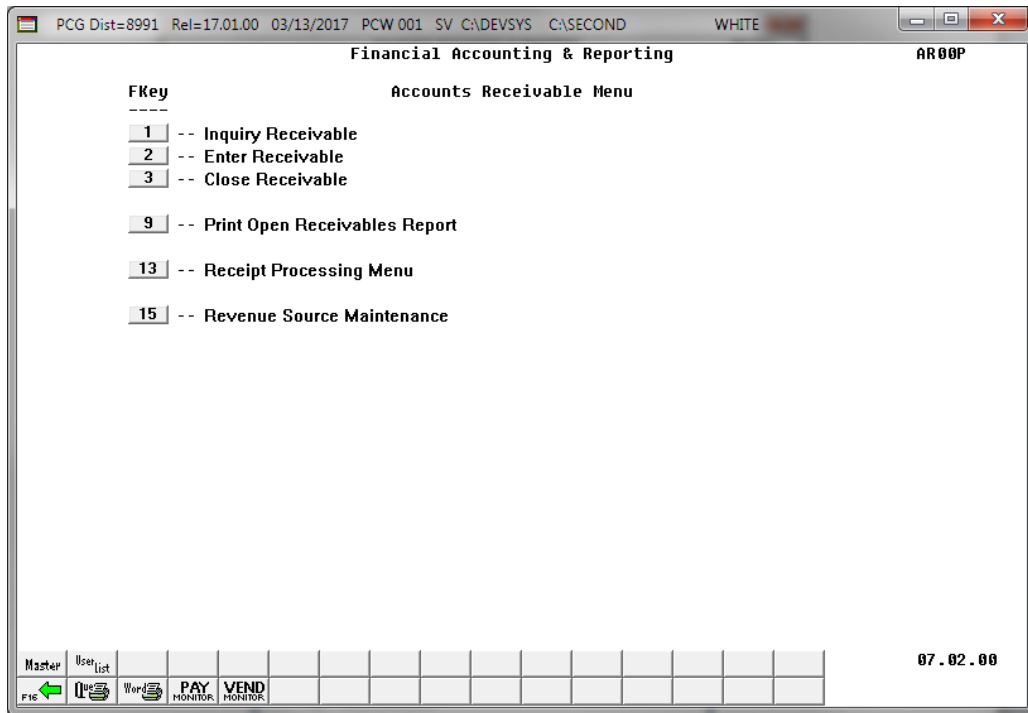 PCG Dist=8991 Rel=17.01.00 03/13/2017 PCW 001 SV C:\DEVSYS C:\SECOND WHITE
Financial Accounting & Reporting AR00P
FKey Accounts Receivable Menu
----
1 -- Inquiry Receivable
2 -- Enter Receivable
3 -- Close Receivable
9 -- Print Open Receivables Report
13 -- Receipt Processing Menu
15 -- Revenue Source Maintenance
Master User List 07.02.00
F16 Que Word PAY MONITOR VEND MONITOR